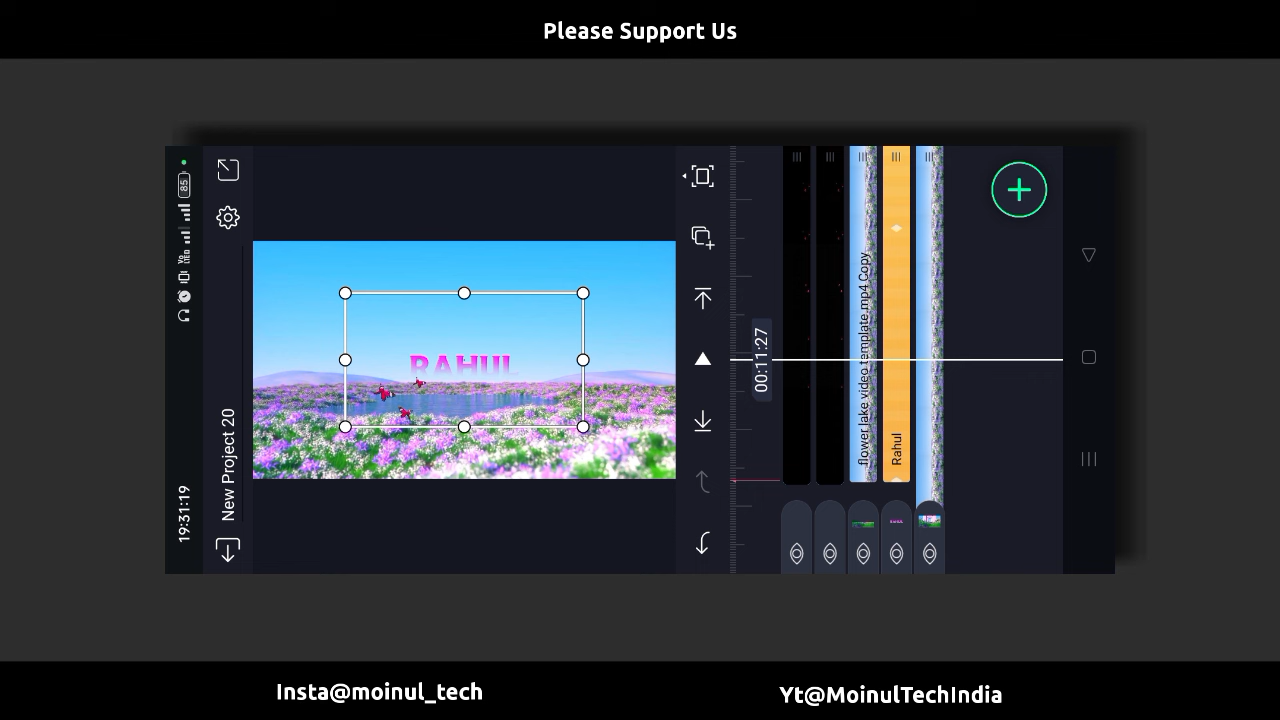 Please Support Us
19:31:19
85
New Project 20
RAHUL
00:11:27
flower lake video template.mp4 Copy
Rahul
Insta@moinul_tech
Yt@MoinulTechIndia